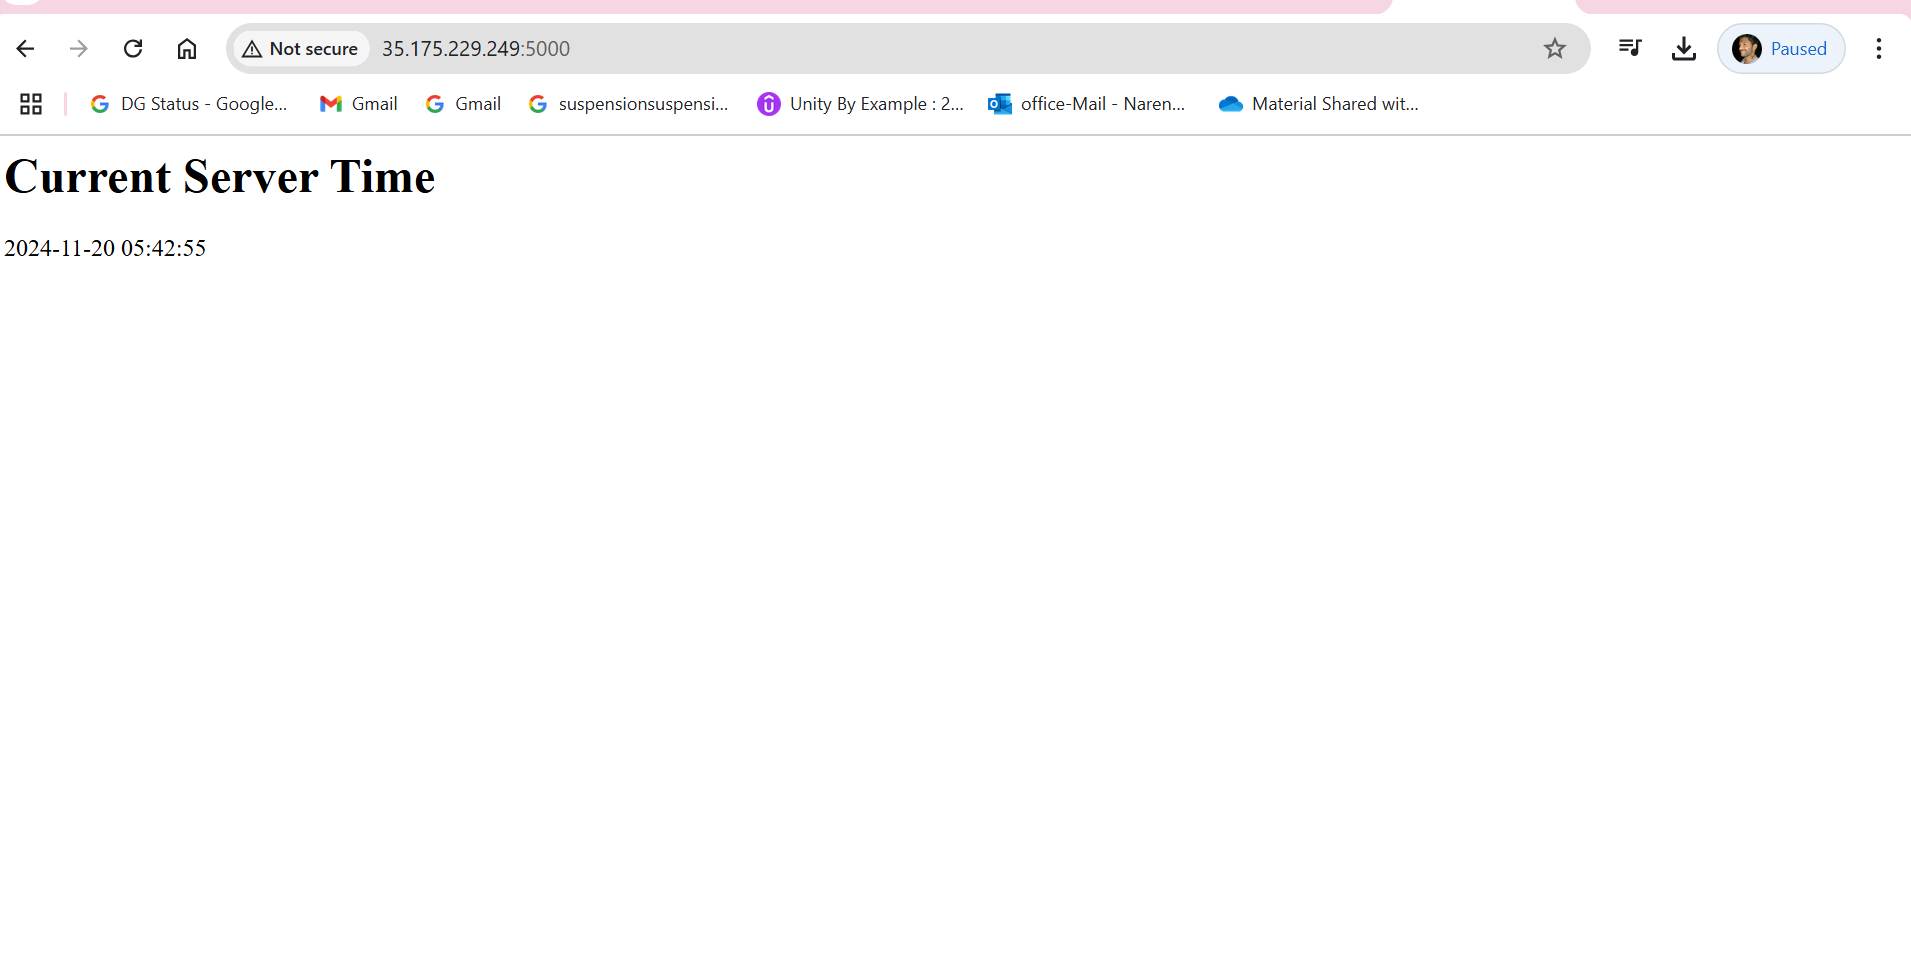 Not secure 35.175.229.249:5000 Paused
DG Status - Google... Gmail Gmail suspensionsuspensi... Unity By Example : 2... office-Mail - Naren... Material Shared wit...
Current Server Time
2024-11-20 05:42:55